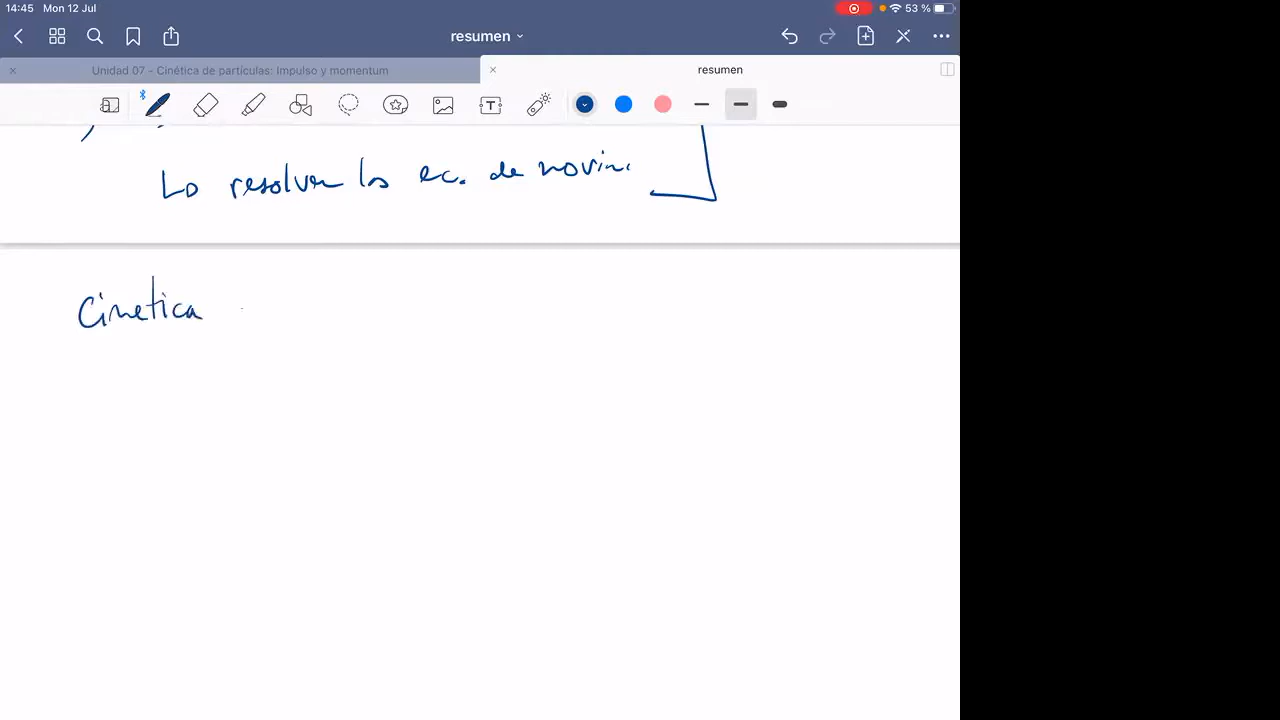 14:45 Mon 12 Jul
53 %
resumen
Unidad 07 - Cinética de partículas: Impulso y momentum
resumen
Lo resolver los ec. de movim.
Cinetica